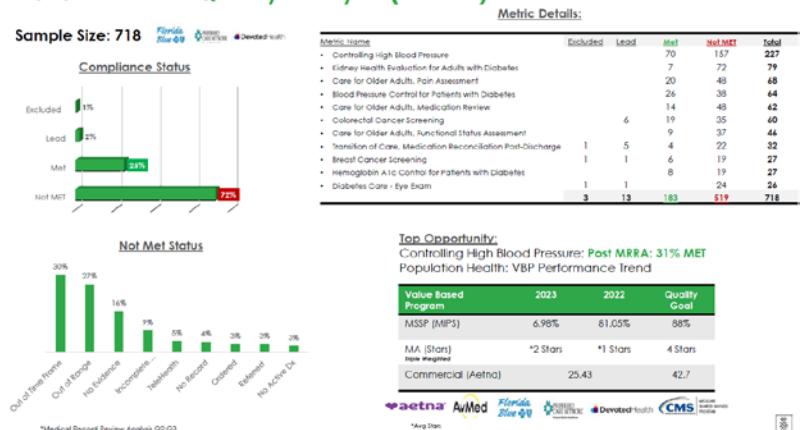 Metric Details:
Sample Size: 718
Florida
Blue
DevotedHealth
Compliance Status
Excluded 1%
Lead 2%
Met 25%
Not MET 72%
Metric Name Excluded Lead Met Not MET Total
• Controlling High Blood Pressure 70 157 227
• Kidney Health Evaluation for Adults with Diabetes 7 72 79
• Care for Older Adults, Pain Assessment 20 48 68
• Blood Pressure Control for Patients with Diabetes 26 38 64
• Care for Older Adults, Medication Review 14 48 62
• Colorectal Cancer Screening 6 19 35 60
• Care for Older Adults, Functional Status Assessment 9 37 46
• Transition of Care, Medication Reconciliation Post-Discharge 1 5 4 22 32
• Breast Cancer Screening 1 1 6 19 27
• Hemoglobin A1c Control for Patients with Diabetes 8 19 27
• Diabetes Care - Eye Exam 1 1 24 26
3 13 183 519 718
Not Met Status
30% 27% 16% 9% 5% 4% 3% 3% 3%
Out of Time Frame
Out of Range
No Evidence
Incomplete...
TeleHealth
No Record
Ordered
Referred
No Active Dx
Top Opportunity:
Controlling High Blood Pressure: Post MRRA: 31% MET
Population Health: VBP Performance Trend
Value Based Program 2023 2022 Quality Goal
MSSP (MIPS) 6.98% 81.05% 88%
MA (Stars) *2 Stars *1 Stars 4 Stars
Triple Weighted
Commercial (Aetna) 25.43 42.7
aetna AvMed Florida Blue DevotedHealth CMS
*Avg Stars